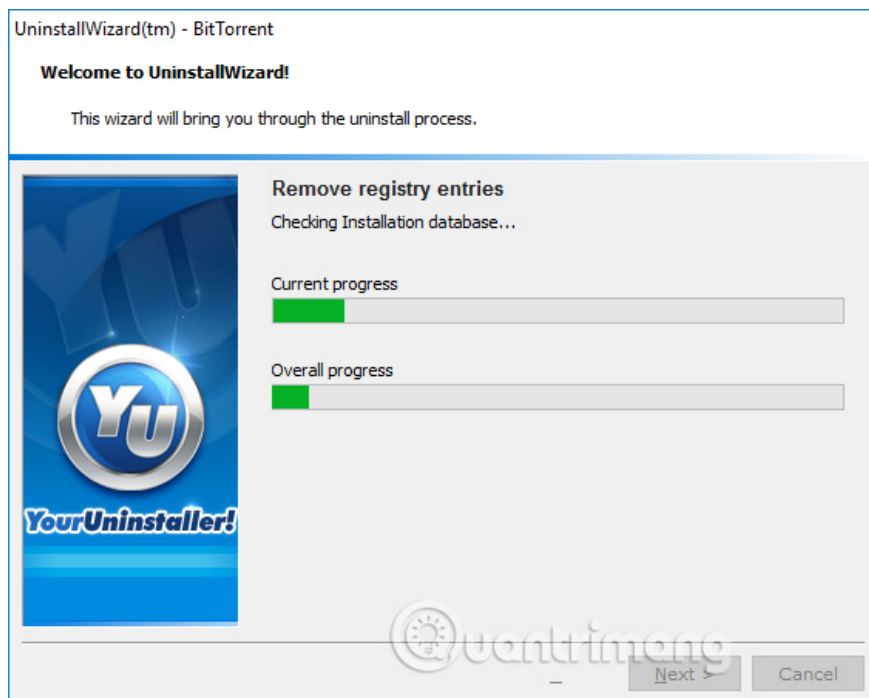 UninstallWizard(tm) - BitTorrent
Welcome to UninstallWizard!
This wizard will bring you through the uninstall process.
YU
Remove registry entries
Checking Installation database...
Current progress
Overall progress
YU
YourUninstaller!
Quantrimang
Next >
Cancel